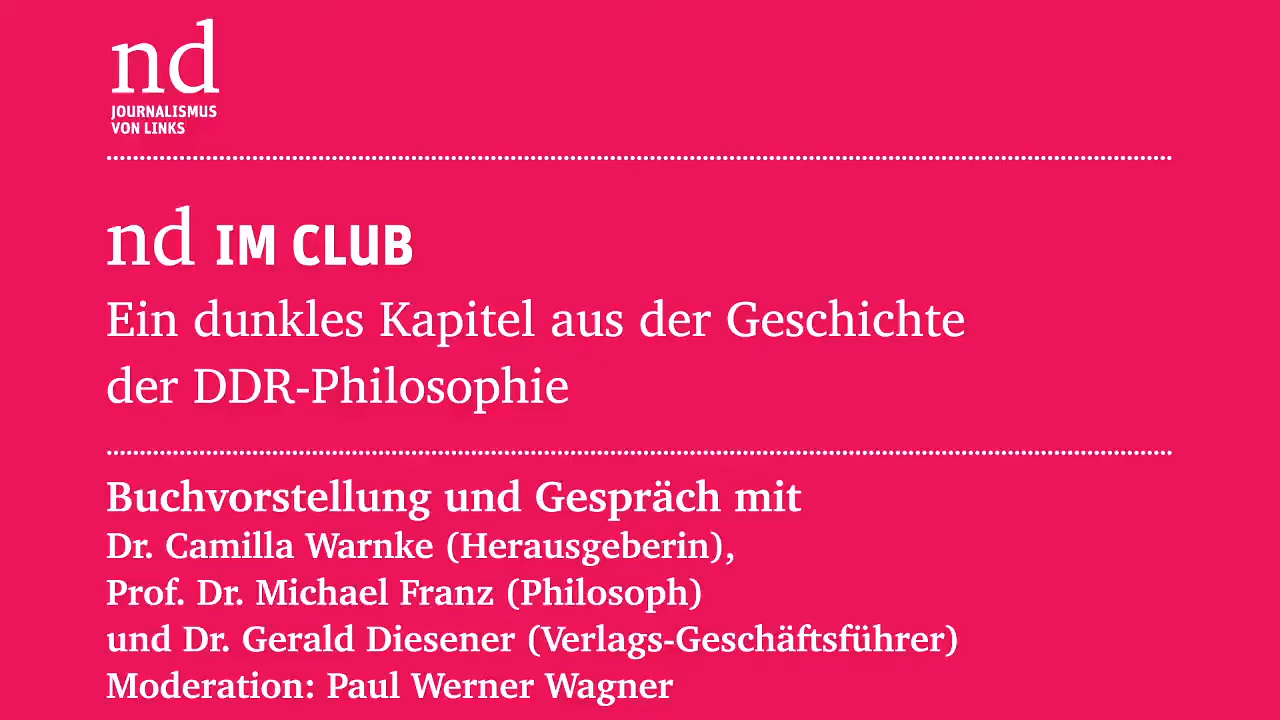 nd
JOURNALISMUS
VON LINKS
nd IM CLUB
Ein dunkles Kapitel aus der Geschichte
der DDR-Philosophie
Buchvorstellung und Gespräch mit
Dr. Camilla Warnke (Herausgeberin),
Prof. Dr. Michael Franz (Philosoph)
und Dr. Gerald Diesener (Verlags-Geschäftsführer)
Moderation: Paul Werner Wagner